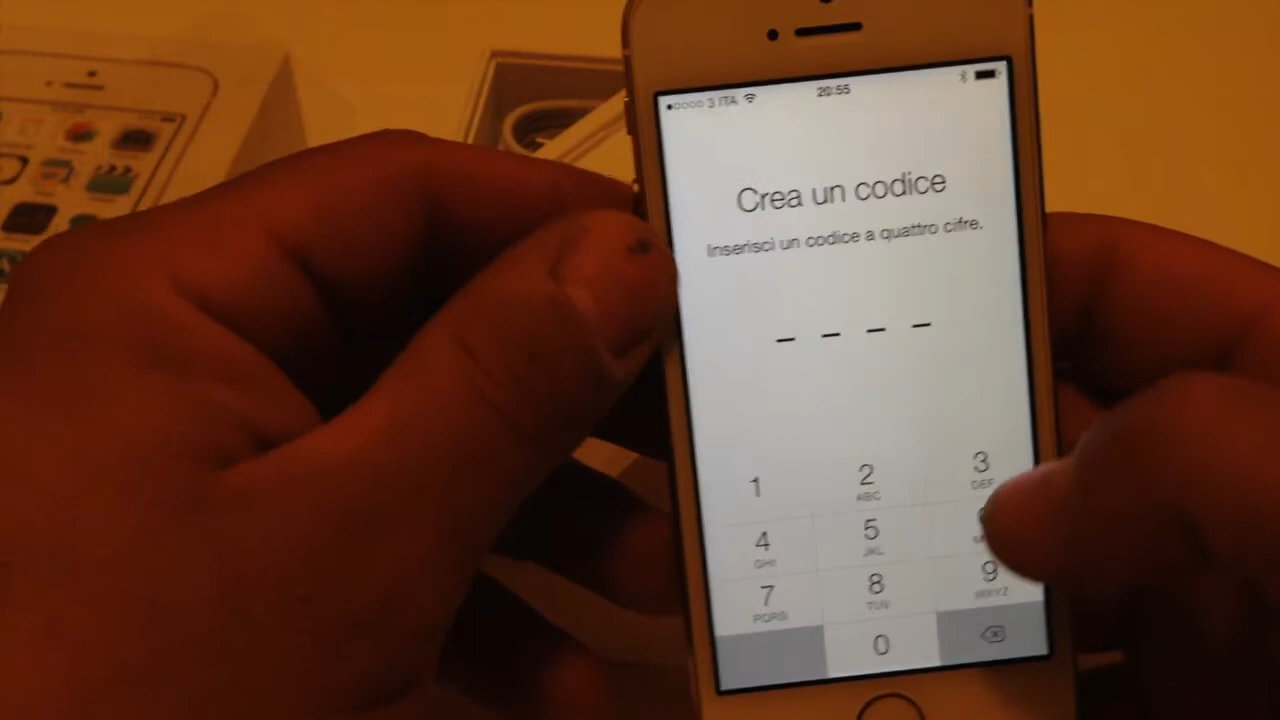 3 ITA 20:55
Crea un codice
Inserisci un codice a quattro cifre.
1 2 3
ABC DEF
4 5
GHI JKL
7 8 9
PQRS TUV WXYZ
0